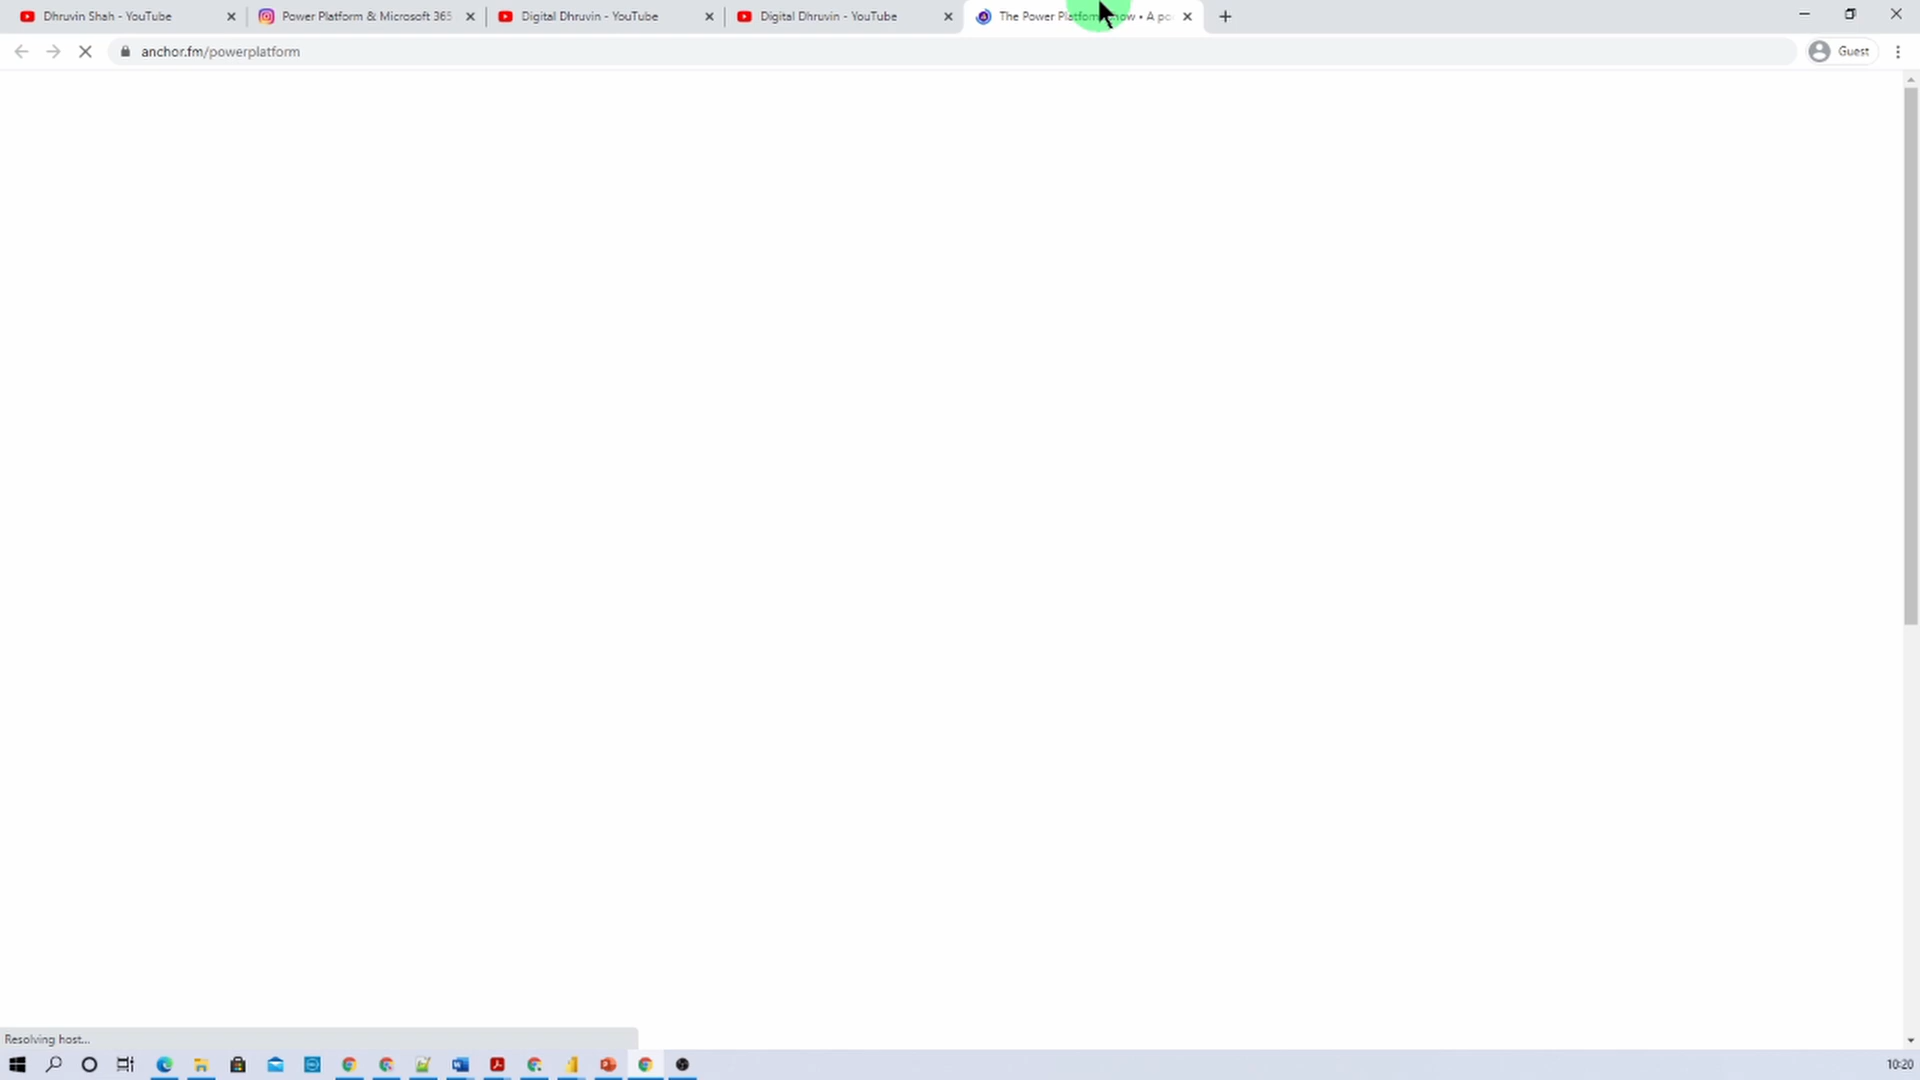 Dhruvin Shah - YouTube
Power Platform & Microsoft 365
Digital Dhruvin - YouTube
Digital Dhruvin - YouTube
The Power Platform how • A po
anchor.fm/powerplatform
Guest
Resolving host...
10:20